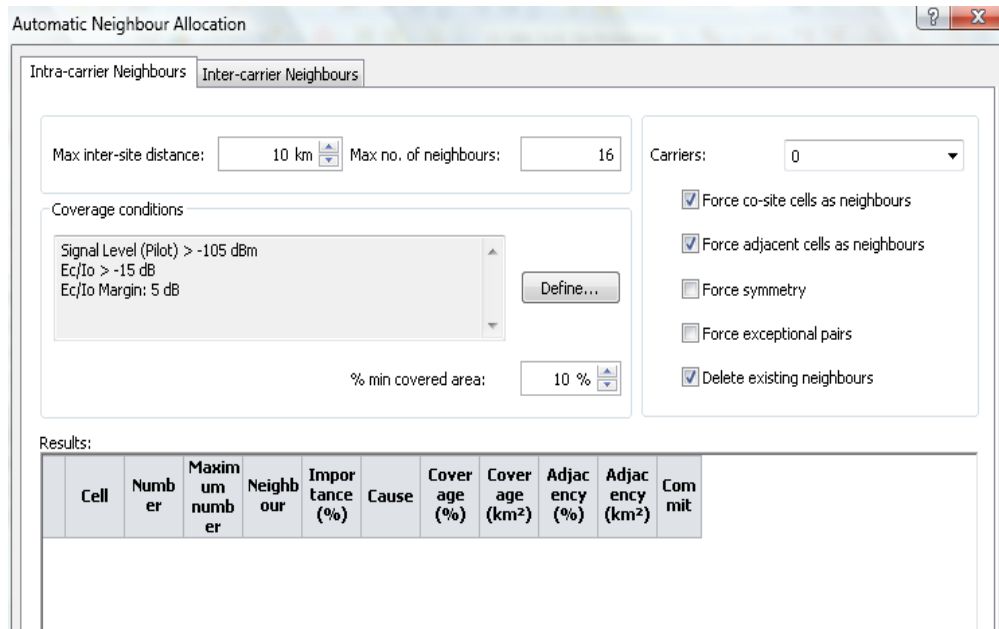 Automatic Neighbour Allocation
? X
Intra-carrier Neighbours Inter-carrier Neighbours
Max inter-site distance: 10 km Max no. of neighbours: 16
Coverage conditions
Signal Level (Pilot) > -105 dBm
Ec/Io > -15 dB
Ec/Io Margin: 5 dB
Define...
% min covered area: 10 %
Carriers: 0
Force co-site cells as neighbours
Force adjacent cells as neighbours
Force symmetry
Force exceptional pairs
Delete existing neighbours
Results:
Cell
Numb
er
Maxim
um
numb
er
Neighb
our
Impor
tance
(%)
Cause
Cover
age
(%)
Cover
age
(km²)
Adjac
ency
(%)
Adjac
ency
(km²)
Com
mit